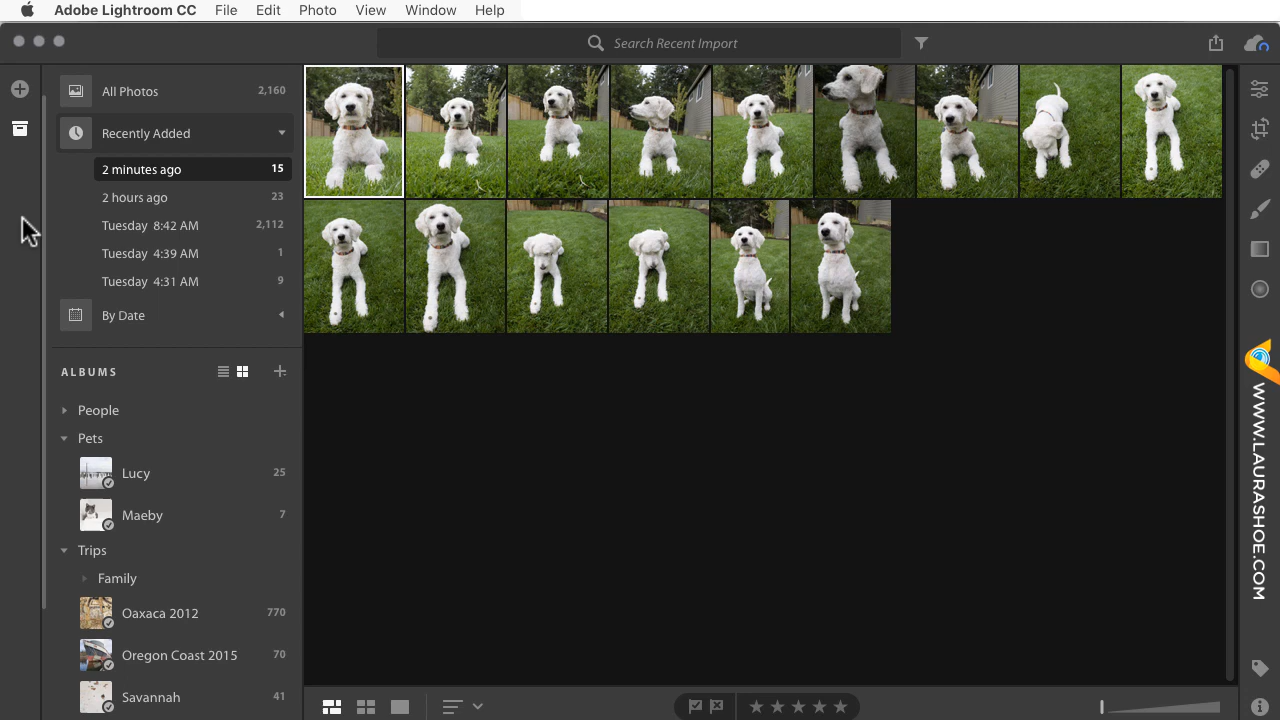 Adobe Lightroom CC File Edit Photo View Window Help
Search Recent Import
All Photos 2,160
Recently Added
2 minutes ago 15
2 hours ago 23
Tuesday 8:42 AM 2,112
Tuesday 4:39 AM 1
Tuesday 4:31 AM 9
By Date
ALBUMS
People
Pets
Lucy 25
Maeby 7
Trips
Family
Oaxaca 2012 770
Oregon Coast 2015 70
Savannah 41
WWW.LAURASHOE.COM